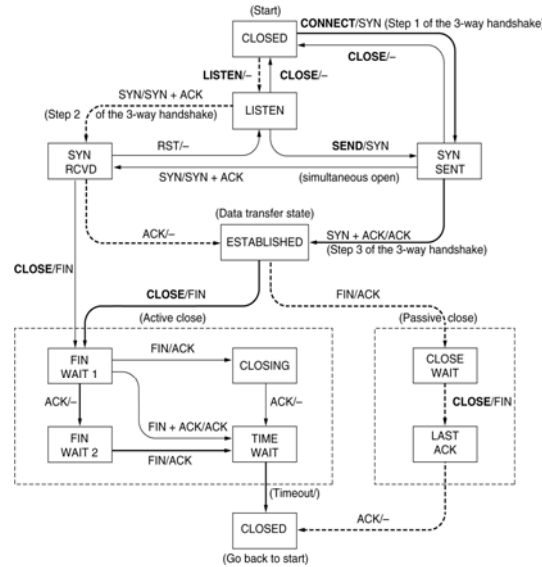 (Start)
CLOSED
CONNECT/SYN (Step 1 of the 3-way handshake)
CLOSE/–
LISTEN/–
CLOSE/–
SYN/SYN + ACK
LISTEN
(Step 2 of the 3-way handshake)
SYN
RCVD
RST/–
SEND/SYN
SYN
SENT
SYN/SYN + ACK
(simultaneous open)
(Data transfer state)
ACK/–
ESTABLISHED
SYN + ACK/ACK
(Step 3 of the 3-way handshake)
CLOSE/FIN
CLOSE/FIN
FIN/ACK
(Active close)
(Passive close)
FIN
WAIT 1
FIN/ACK
CLOSING
CLOSE
WAIT
ACK/–
ACK/–
CLOSE/FIN
FIN + ACK/ACK
FIN
WAIT 2
FIN/ACK
TIME
WAIT
LAST
ACK
(Timeout/)
CLOSED
ACK/–
(Go back to start)